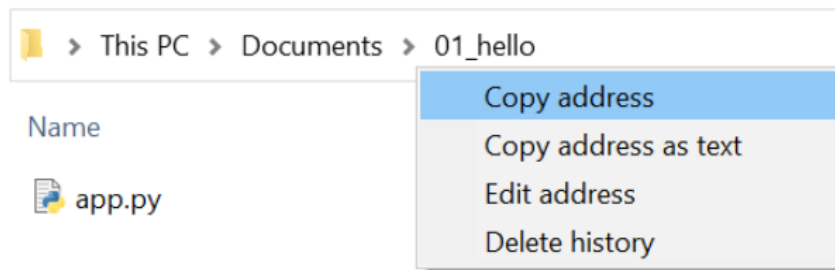 This PC > Documents > 01_hello
Copy address
Name
Copy address as text
app.py
Edit address
Delete history